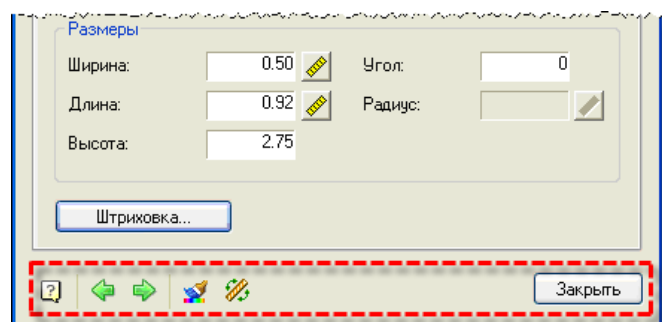 Размеры
Ширина: 0.50 Угол: 0
Длина: 0.92 Радиус:
Высота: 2.75
Штриховка...
? Закрыть